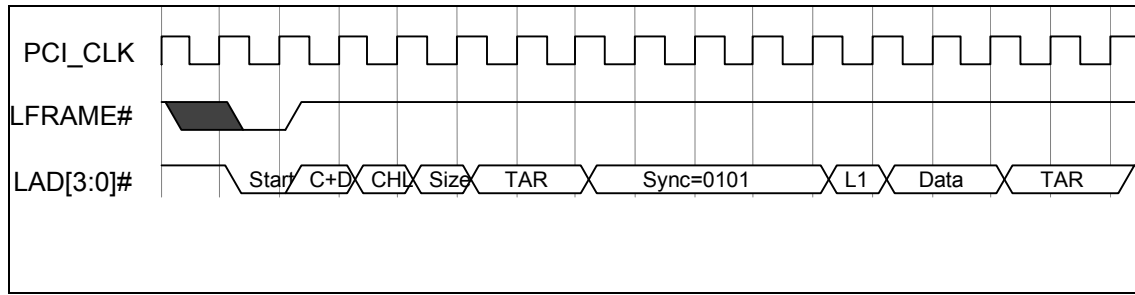 PCI_CLK
LFRAME#
LAD[3:0]# Start C+D CHL Size TAR Sync=0101 L1 Data TAR